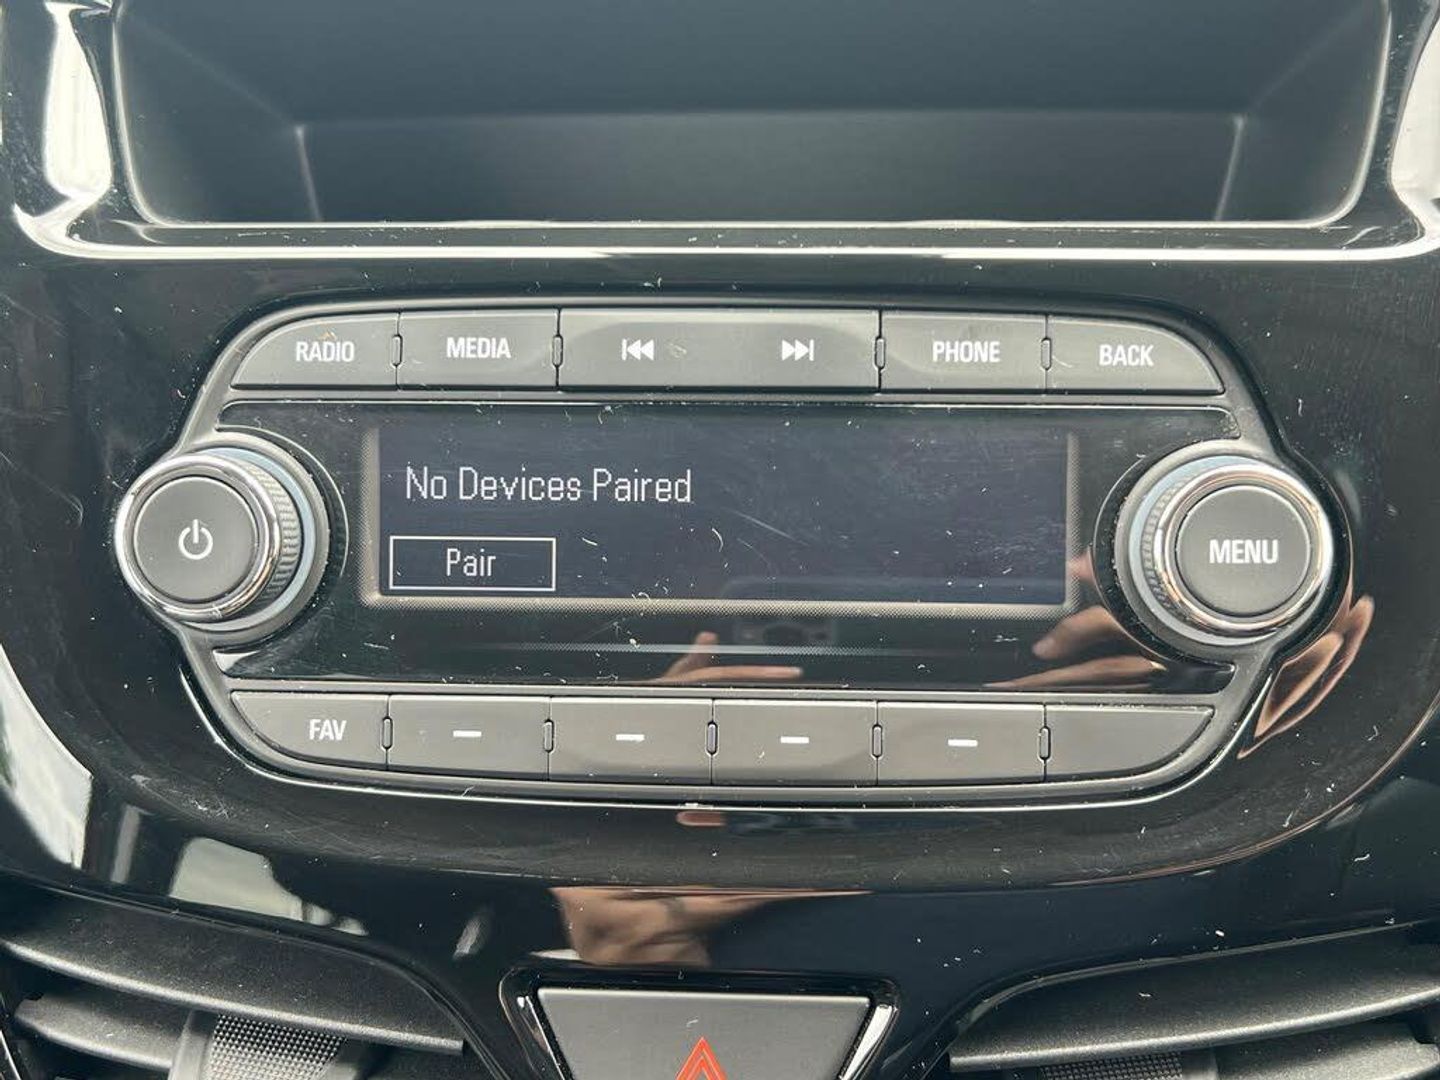 RADIO MEDIA PHONE BACK
No Devices Paired
Pair
MENU
FAV